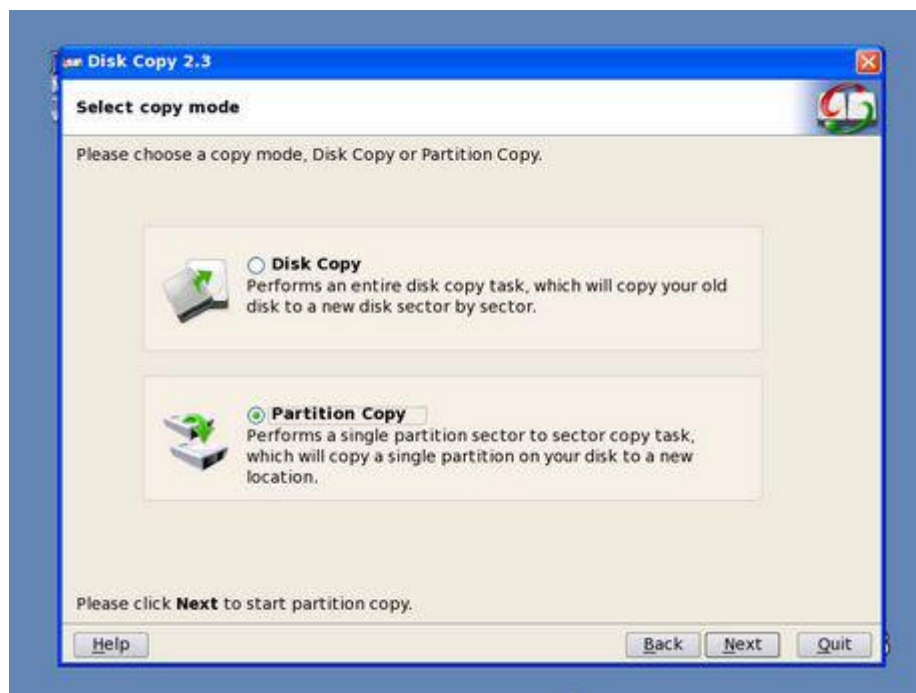 Disk Copy 2.3
Select copy mode
Please choose a copy mode, Disk Copy or Partition Copy.
Disk Copy
Performs an entire disk copy task, which will copy your old
disk to a new disk sector by sector.
Partition Copy
Performs a single partition sector to sector copy task,
which will copy a single partition on your disk to a new
location.
Please click Next to start partition copy.
Help Back Next Quit